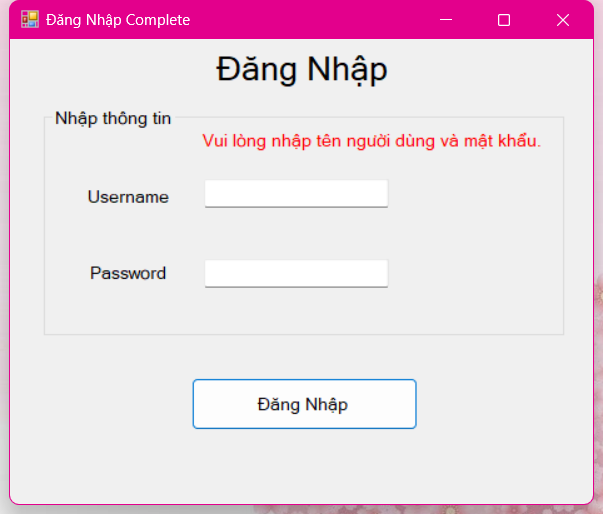 Đăng Nhập Complete
Đăng Nhập
Nhập thông tin
Vui lòng nhập tên người dùng và mật khẩu.
Username
Password
Đăng Nhập